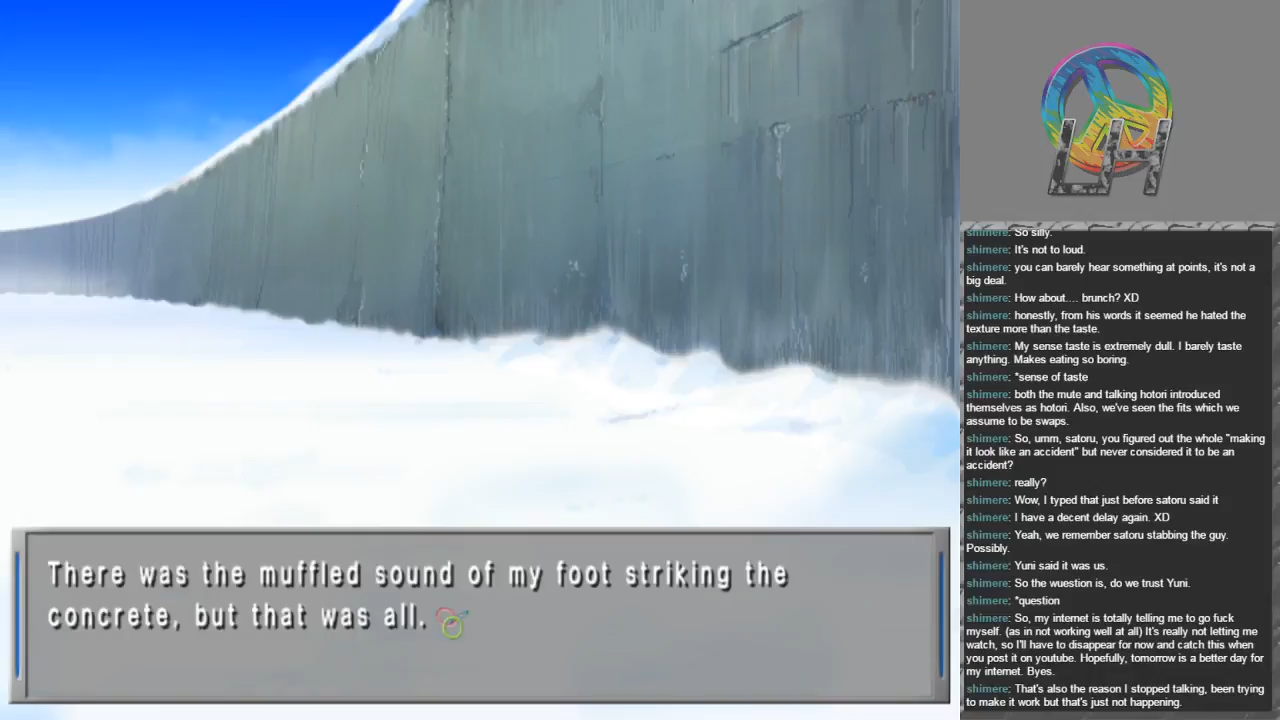 LH
shimere: So silly.
shimere: It's not to loud.
shimere: you can barely hear something at points, it's not a
big deal.
shimere: How about.... brunch? XD
shimere: honestly, from his words it seemed he hated the
texture more than the taste.
shimere: My sense taste is extremely dull. I barely taste
anything. Makes eating so boring.
shimere: *sense of taste
shimere: both the mute and talking hotori introduced
themselves as hotori. Also, we've seen the fits which we
assume to be swaps.
shimere: So, umm, satoru, you figured out the whole "making
it look like an accident" but never considered it to be an
accident?
shimere: really?
shimere: Wow, I typed that just before satoru said it
shimere: I have a decent delay again. XD
shimere: Yeah, we remember satoru stabbing the guy.
Possibly.
shimere: Yuni said it was us.
shimere: So the wuestion is, do we trust Yuni.
shimere: *question
shimere: So, my internet is totally telling me to go fuck
myself. (as in not working well at all) It's really not letting me
watch, so I'll have to disappear for now and catch this when
you post it on youtube. Hopefully, tomorrow is a better day for
my internet. Byes.
shimere: That's also the reason I stopped talking, been trying
to make it work but that's just not happening.
There was the muffled sound of my foot striking the
concrete, but that was all.